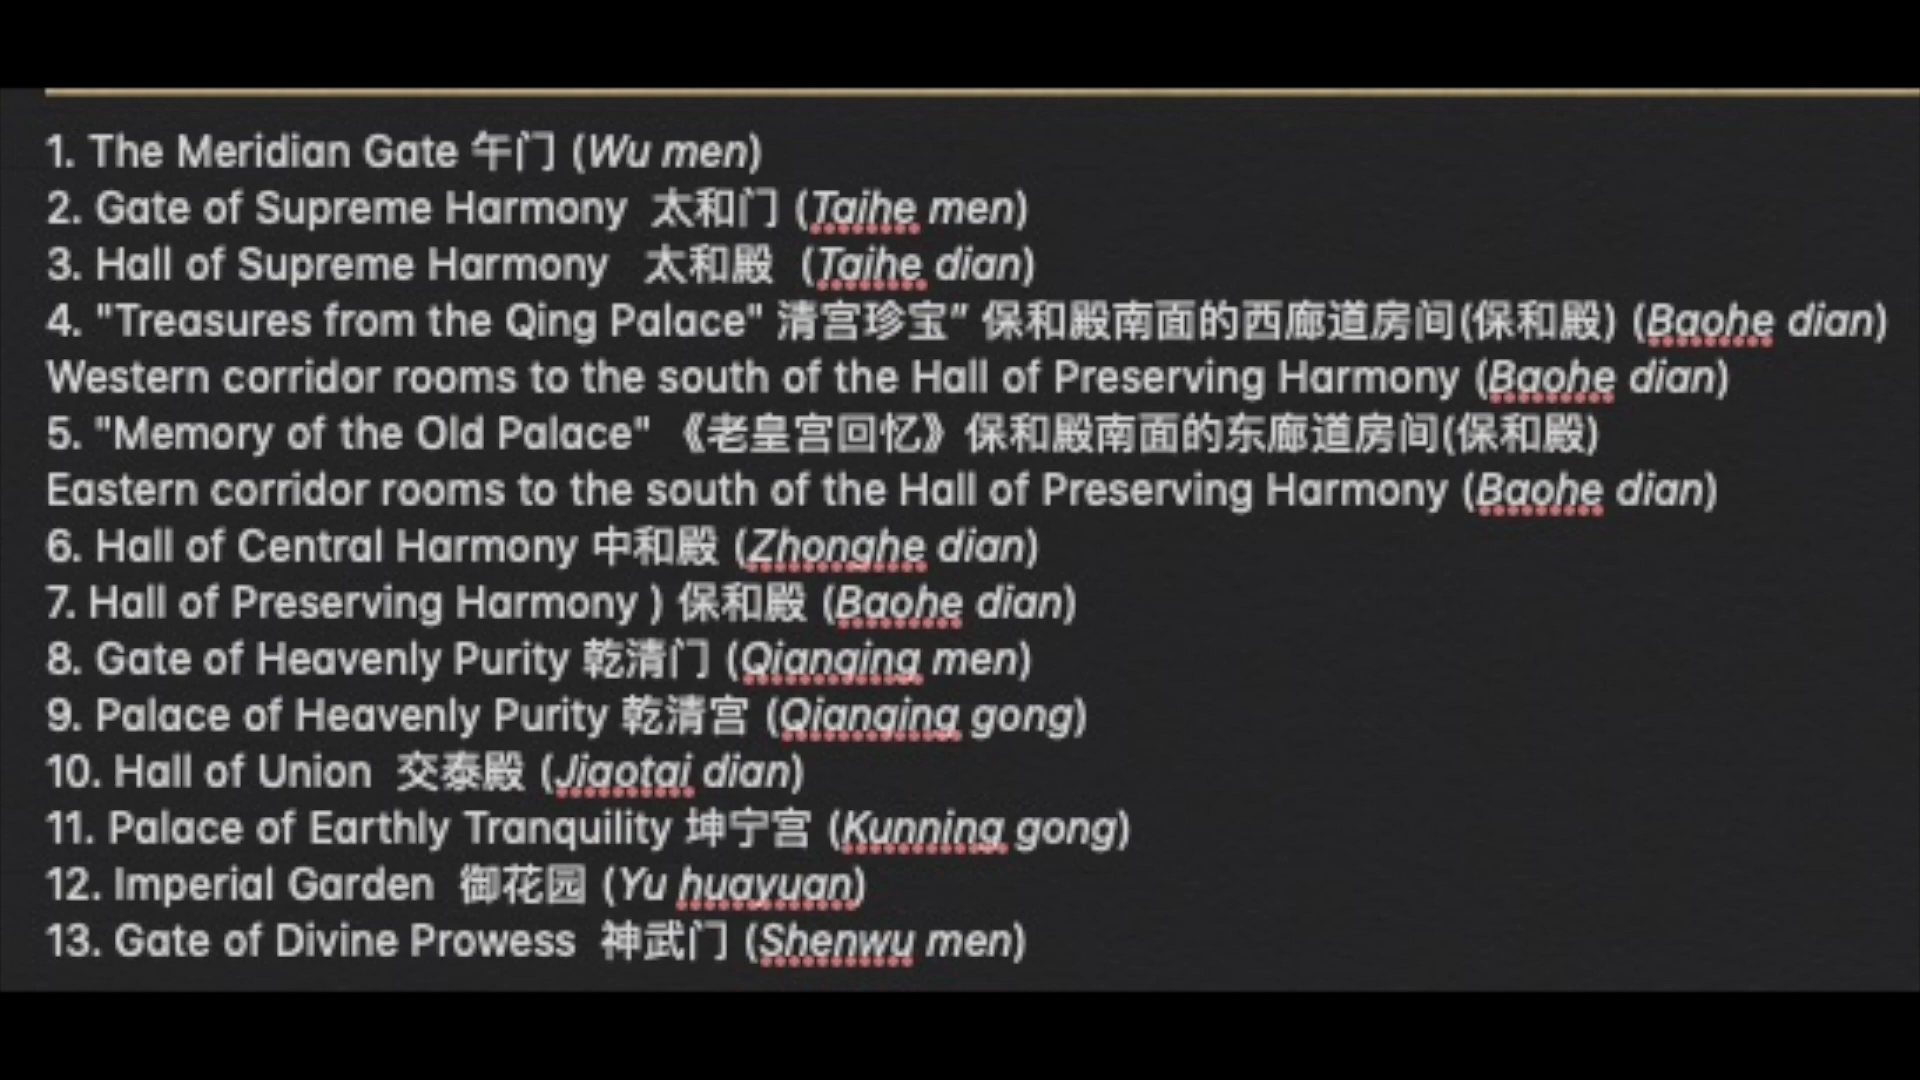 1. The Meridian Gate 午门 (Wu men)
2. Gate of Supreme Harmony 太和门 (Taihe men)
3. Hall of Supreme Harmony 太和殿 (Taihe dian)
4. "Treasures from the Qing Palace" 清宫珍宝” 保和殿南面的西廊道房间(保和殿) (Baohe dian)
Western corridor rooms to the south of the Hall of Preserving Harmony (Baohe dian)
5. "Memory of the Old Palace" 《老皇宫回忆》保和殿南面的东廊道房间(保和殿)
Eastern corridor rooms to the south of the Hall of Preserving Harmony (Baohe dian)
6. Hall of Central Harmony 中和殿 (Zhonghe dian)
7. Hall of Preserving Harmony ) 保和殿 (Baohe dian)
8. Gate of Heavenly Purity 乾清门 (Qianqing men)
9. Palace of Heavenly Purity 乾清宫 (Qianqing gong)
10. Hall of Union 交泰殿 (Jiaotai dian)
11. Palace of Earthly Tranquility 坤宁宫 (Kunning gong)
12. Imperial Garden 御花园 (Yu huayuan)
13. Gate of Divine Prowess 神武门 (Shenwu men)